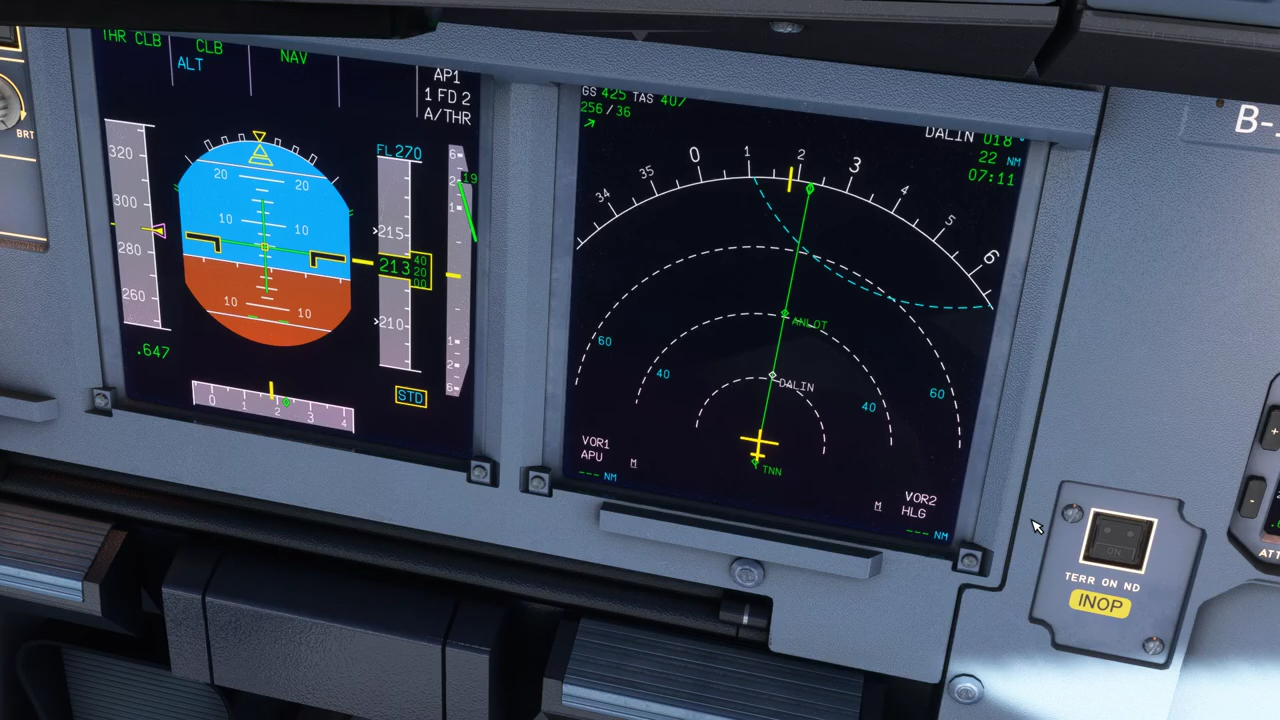 THR CLB
CLB
NAV
ALT
AP1
1 FD 2
A/THR
BRT
320
300
280
260
.647
20
20
10
10
10
10
FL270
215
213
40
20
00
210
6
2
1
19
1
2
6
STD
0
1
2
3
4
GS 425 TAS 407
256/36
DALIN 018°
22 NM
07:11
34
35
0
1
2
3
4
5
6
60
40
40
60
ANLOT
DALIN
TNN
VOR1
APU
M
--- NM
VOR2
M HLG
--- NM
B-
+
-
ATT
ON
TERR ON ND
INOP